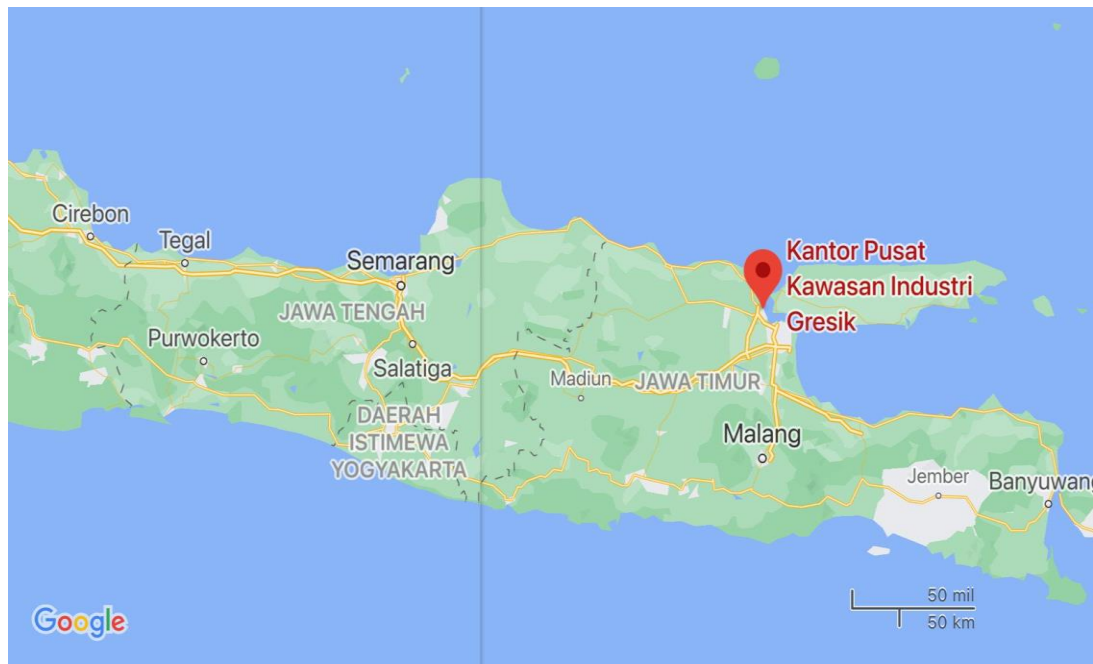 Cirebon
Tegal
Semarang
JAWA TENGAH
Purwokerto
Salatiga
DAERAH
ISTIMEWA
YOGYAKARTA
Madiun
JAWA TIMUR
Kantor Pusat
Kawasan Industri
Gresik
Malang
Jember
Banyuwang
Google
50 mil
50 km